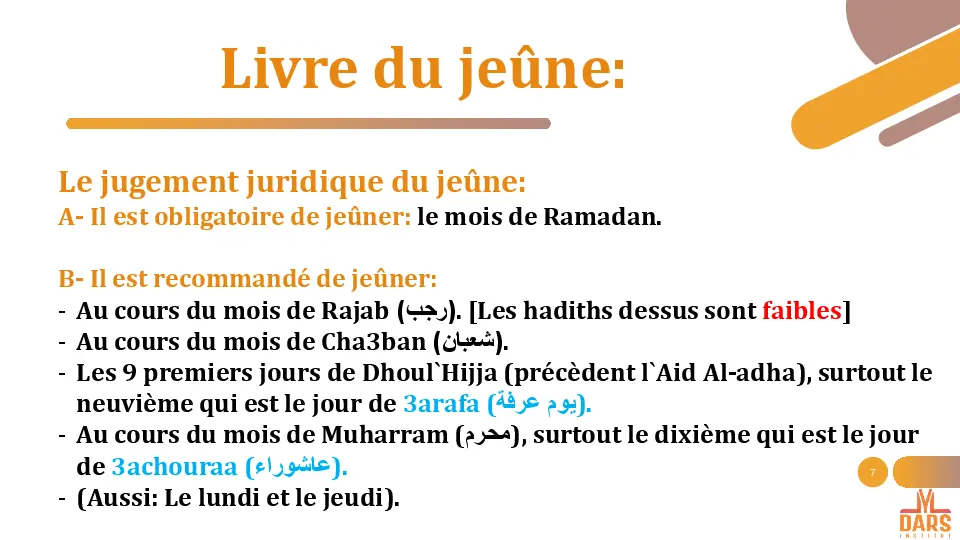 Livre du jeûne:
Le jugement juridique du jeûne:
A- Il est obligatoire de jeûner: le mois de Ramadan.
B- Il est recommandé de jeûner:
- Au cours du mois de Rajab (رجب). [Les hadiths dessus sont faibles]
- Au cours du mois de Cha3ban (شعبان).
- Les 9 premiers jours de Dhoul`Hijja (précèdent l`Aid Al-adha), surtout le
neuvième qui est le jour de 3arafa (يوم عرفة).
- Au cours du mois de Muharram (محرم), surtout le dixième qui est le jour
de 3achouraa (عاشوراء).
- (Aussi: Le lundi et le jeudi).
7
DARS
INSTITUT